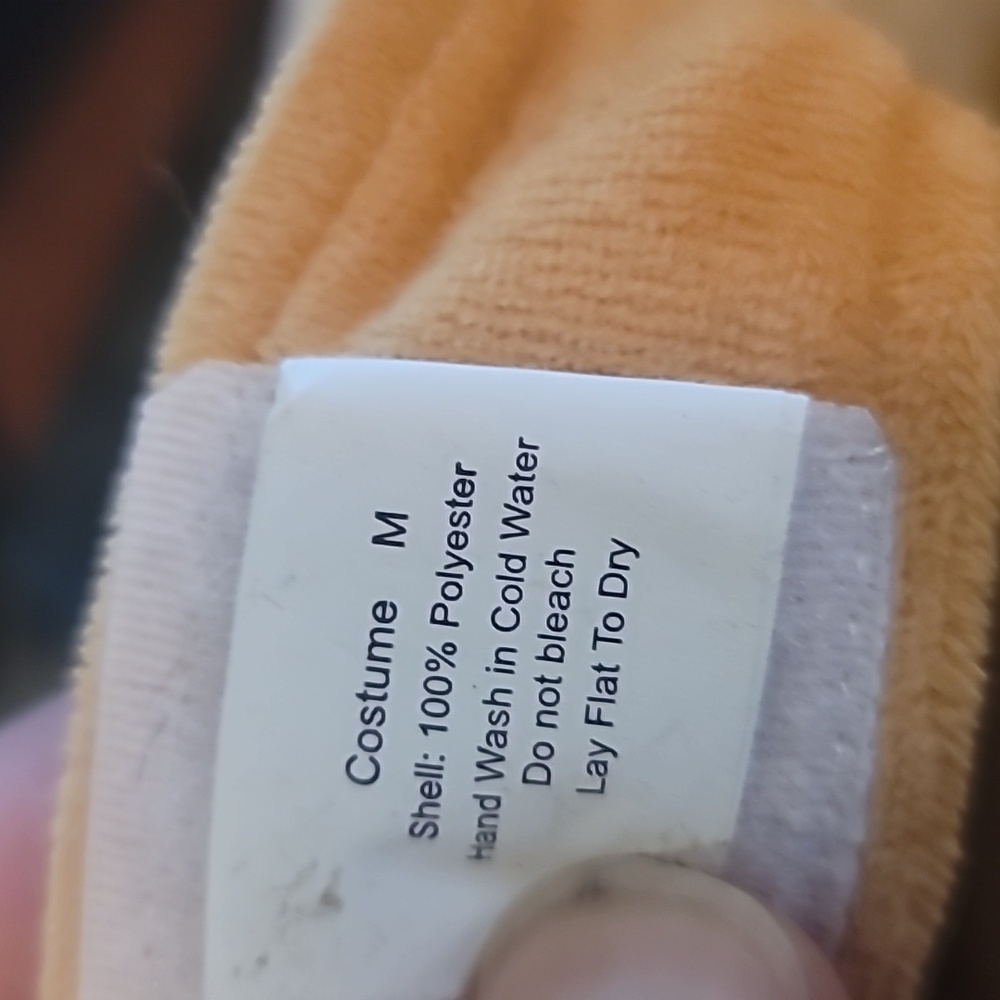 Costume M
Shell: 100% Polyester
Hand Wash in Cold Water
Do not bleach
Lay Flat To Dry